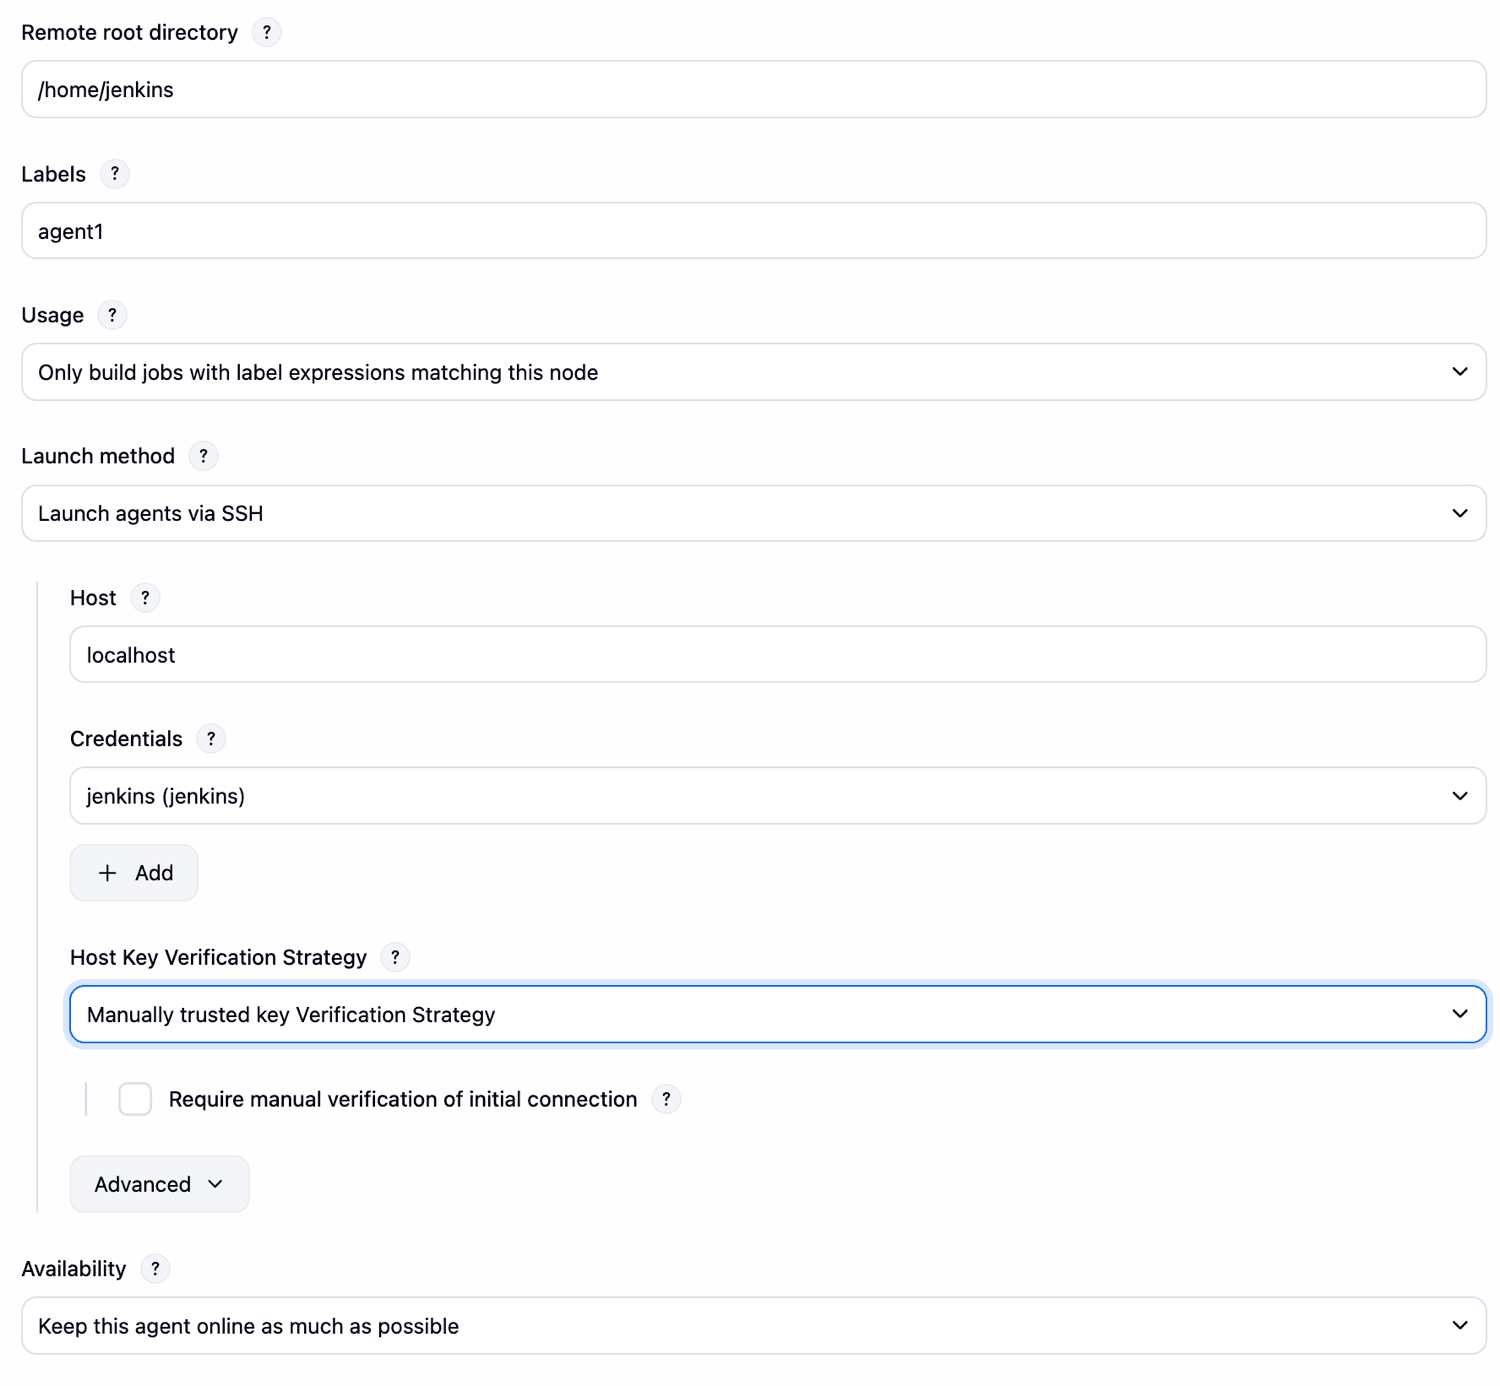 Remote root directory ?
/home/jenkins
Labels ?
agent1
Usage ?
Only build jobs with label expressions matching this node
Launch method ?
Launch agents via SSH
Host ?
localhost
Credentials ?
jenkins (jenkins)
+ Add
Host Key Verification Strategy ?
Manually trusted key Verification Strategy
Require manual verification of initial connection ?
Advanced
Availability ?
Keep this agent online as much as possible